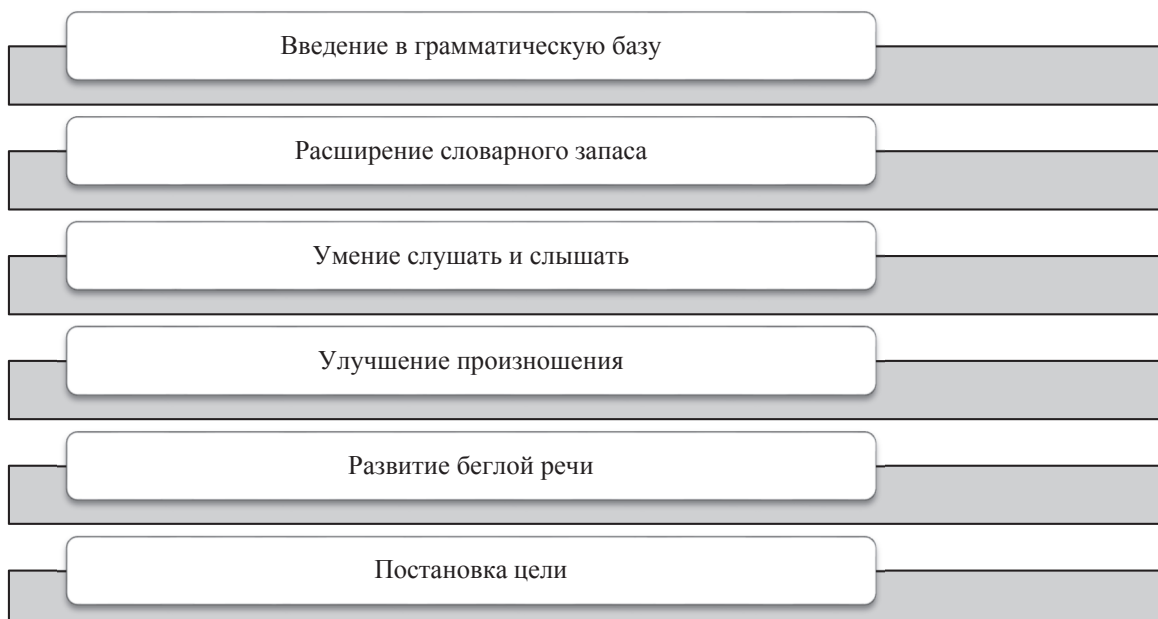 Введение в грамматическую базу
Расширение словарного запаса
Умение слушать и слышать
Улучшение произношения
Развитие беглой речи
Постановка цели